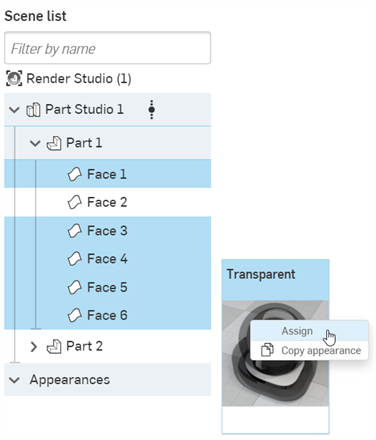 Scene list
Filter by name
Render Studio (1)
Part Studio 1
Part 1
Face 1
Face 2
Face 3
Face 4
Face 5
Face 6
Part 2
Appearances
Transparent
Assign
Copy appearance